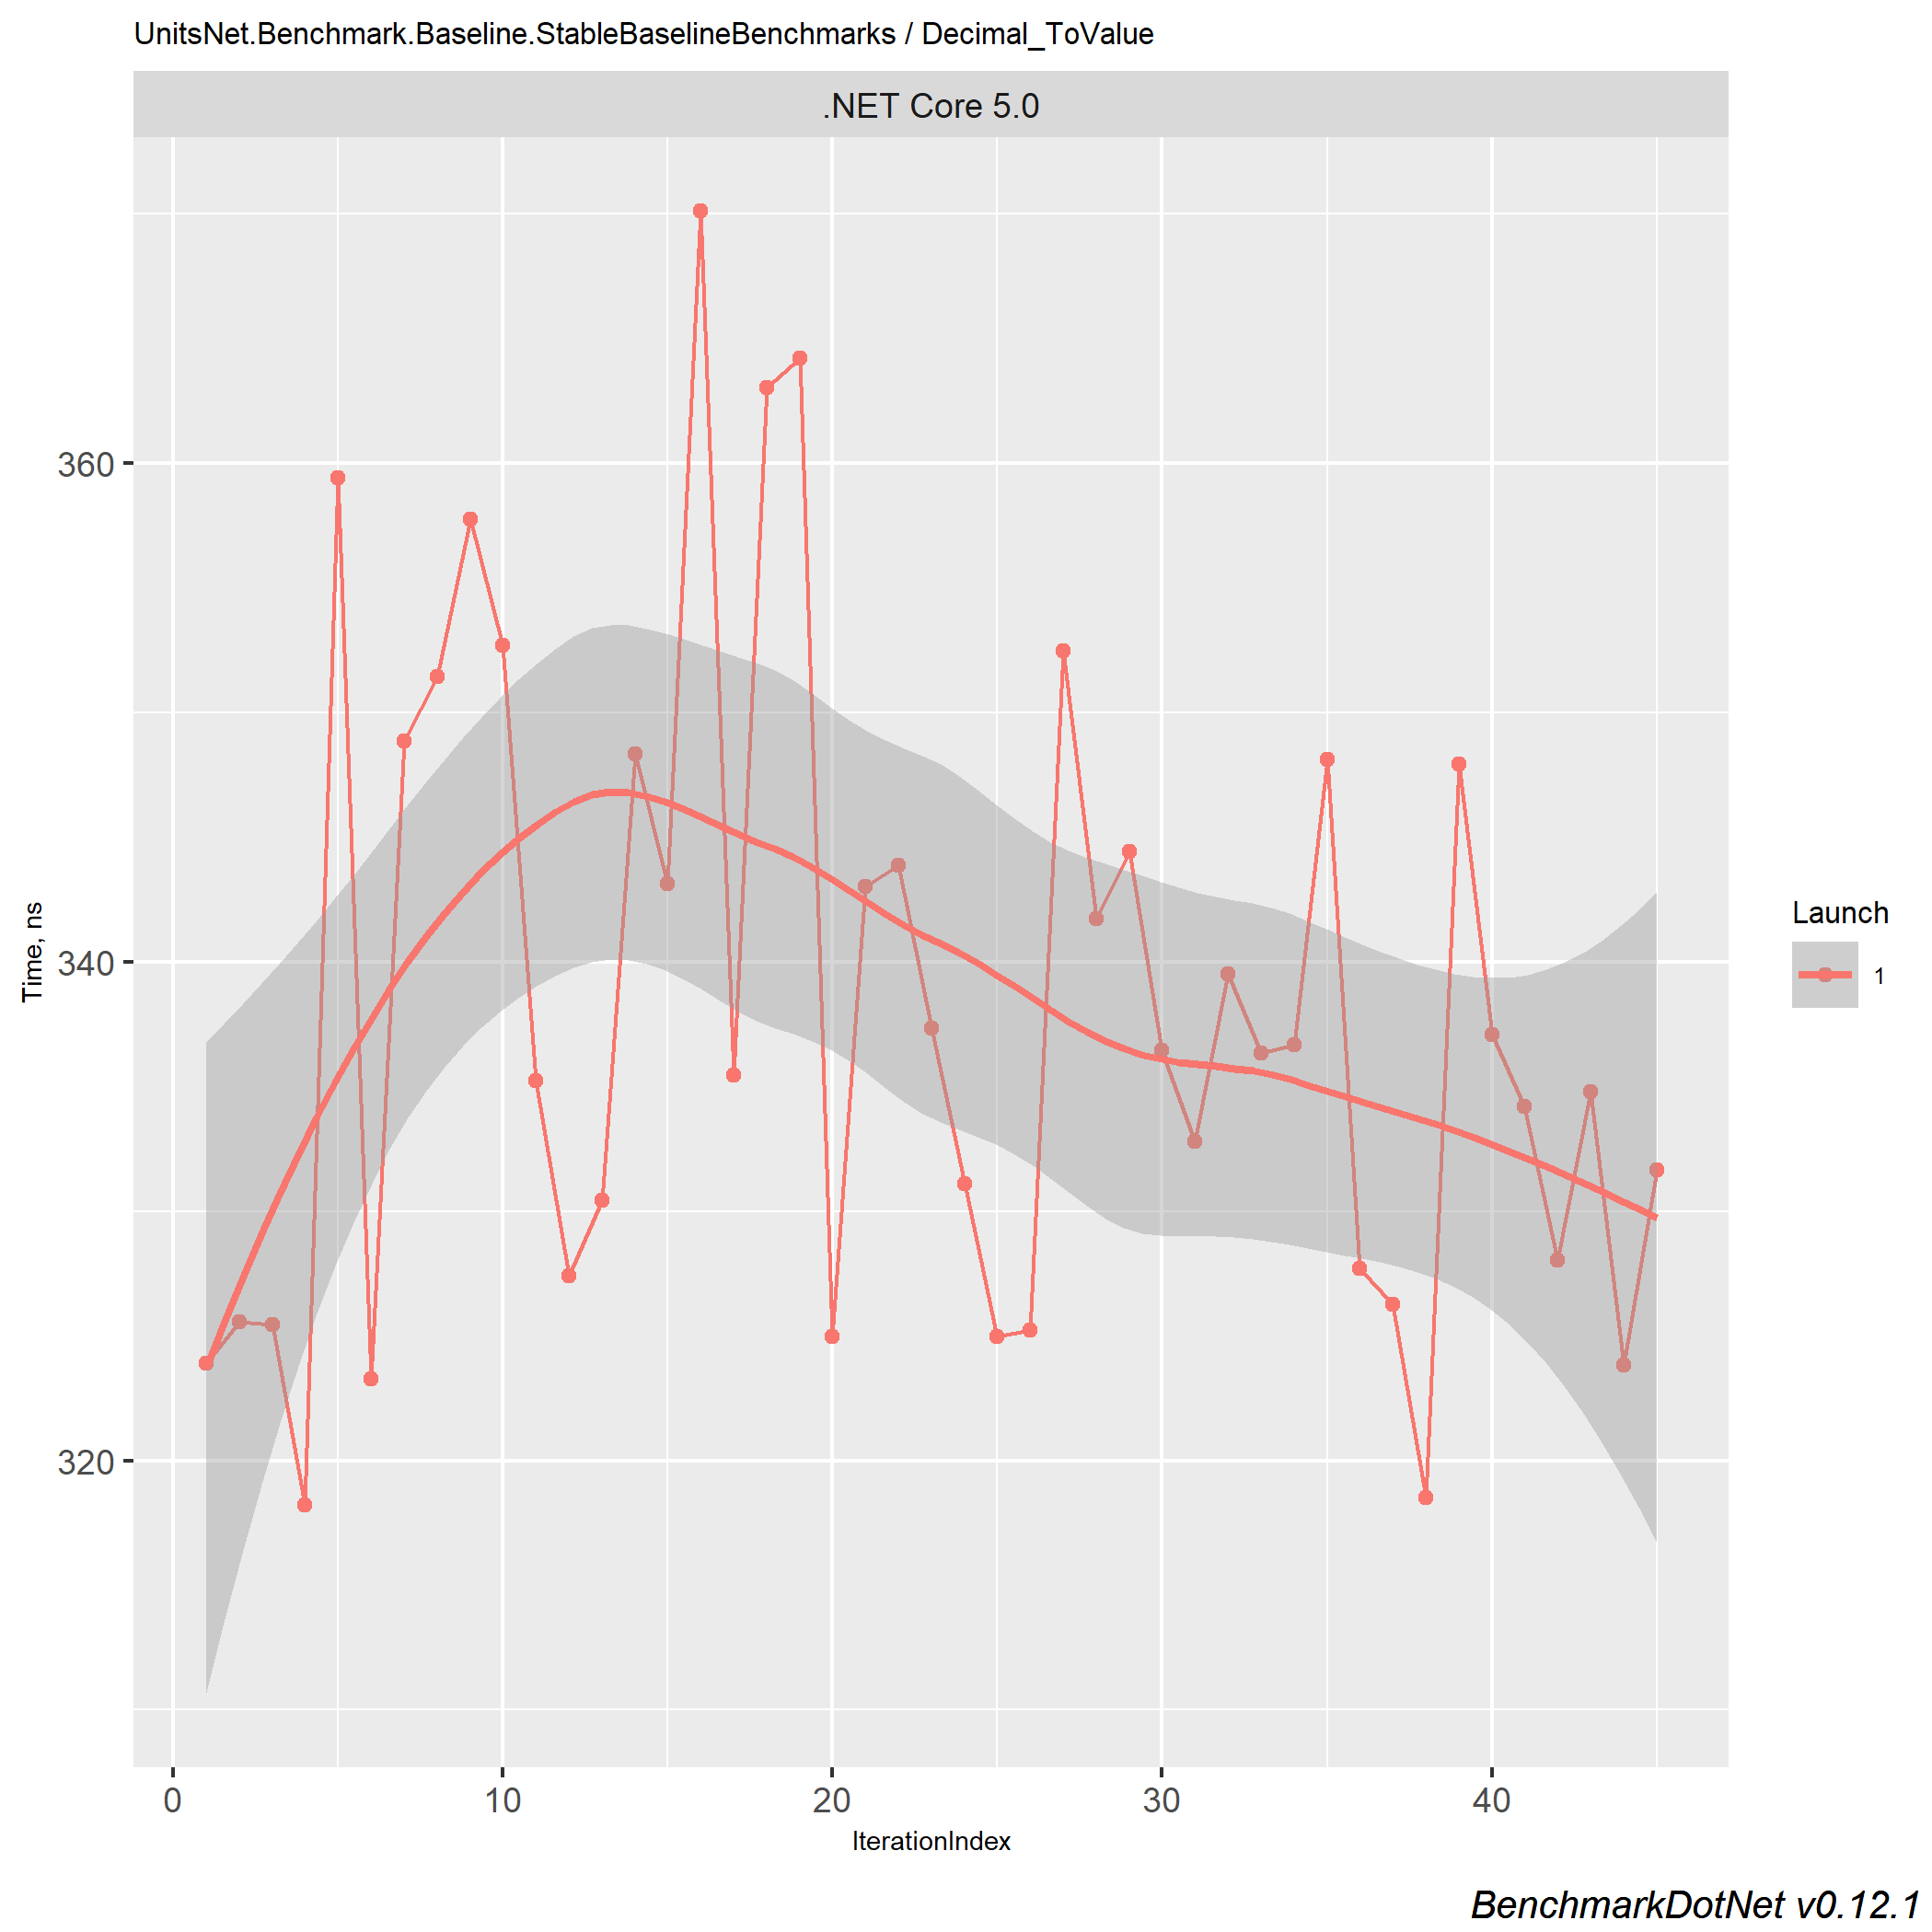 UnitsNet.Benchmark.Baseline.StableBaselineBenchmarks / Decimal_ToValue
.NET Core 5.0
360
340
320
Time, ns
0 10 20 30 40
IterationIndex
Launch
1
BenchmarkDotNet v0.12.1